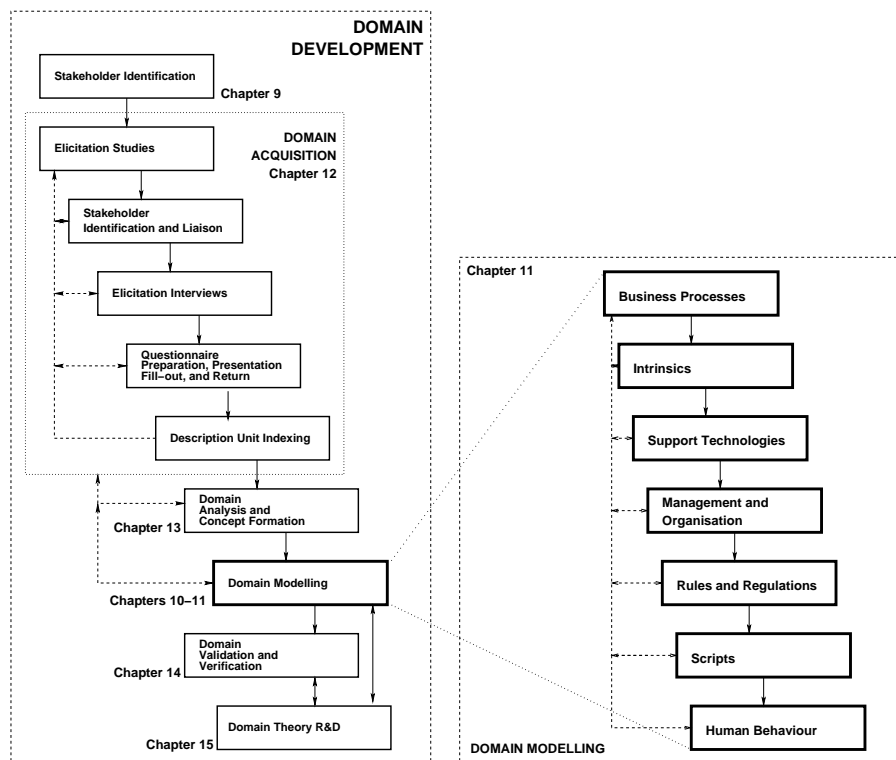 DOMAIN
DEVELOPMENT
Stakeholder Identification
Chapter 9
DOMAIN
ACQUISITION
Chapter 12
Elicitation Studies
Stakeholder
Identification and Liaison
Elicitation Interviews
Questionnaire
Preparation, Presentation
Fill−out, and Return
Description Unit Indexing
Domain
Analysis and
Concept Formation
Chapter 13
Domain Modelling
Chapters 10−11
Domain
Validation and
Verification
Chapter 14
Domain Theory R&D
Chapter 15
Chapter 11
Business Processes
Intrinsics
Support Technologies
Management and
Organisation
Rules and Regulations
Scripts
Human Behaviour
DOMAIN MODELLING